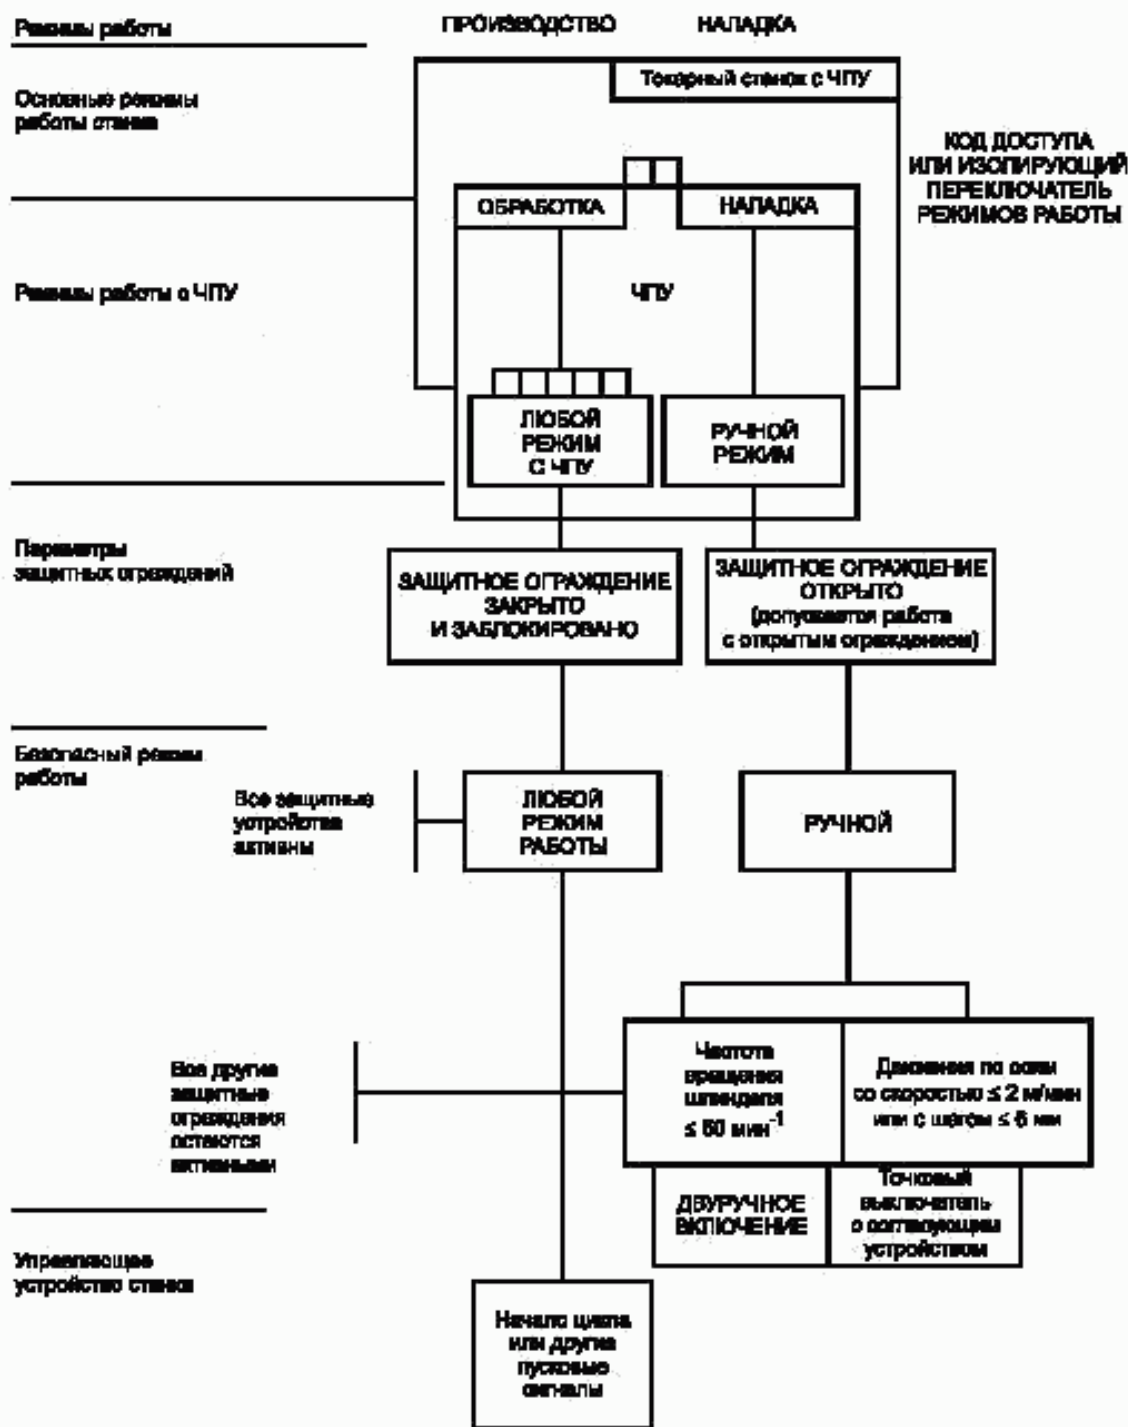 Режимы работы
ПРОИЗВОДСТВО
НАЛАДКА
Токарный станок с ЧПУ
Основные режимы
работы станка
КОД ДОСТУПА
ИЛИ ИЗОЛИРУЮЩИЙ
ПЕРЕКЛЮЧАТЕЛЬ
РЕЖИМОВ РАБОТЫ
ОБРАБОТКА
НАЛАДКА
Режимы работы с ЧПУ
ЧПУ
ЛЮБОЙ
РЕЖИМ
С ЧПУ
РУЧНОЙ
РЕЖИМ
Параметры
защитных ограждений
ЗАЩИТНОЕ ОГРАЖДЕНИЕ
ЗАКРЫТО
И ЗАБЛОКИРОВАНО
ЗАЩИТНОЕ ОГРАЖДЕНИЕ
ОТКРЫТО
(допускается работа
с открытым ограждением)
Безопасный режим
работы
Все защитные
устройства
активны
ЛЮБОЙ
РЕЖИМ
РАБОТЫ
РУЧНОЙ
Все другие
защитные
ограждения
остаются
активными
Частота
вращения
шпинделя
≤ 50 мин⁻¹
Движения по осям
со скоростью ≤ 2 м/мин
или с шагом ≤ 6 мм
ДВУРУЧНОЕ
ВКЛЮЧЕНИЕ
Точковый
выключатель
с согласующим
устройством
Управляющее
устройство станка
Начало цикла
или другие
пусковые
сигналы